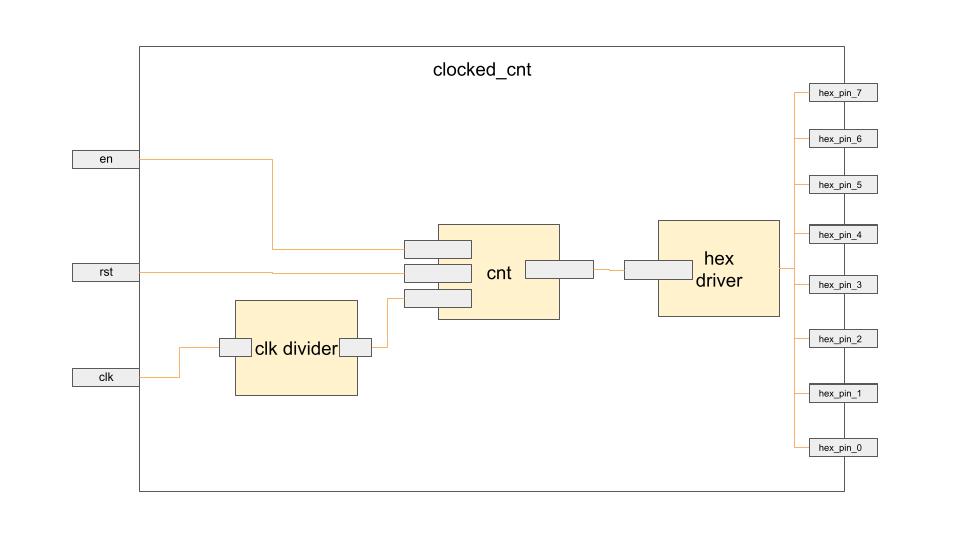 clocked_cnt
hex_pin_7
hex_pin_6
en
hex_pin_5
hex_pin_4
rst
cnt
hex
driver
hex_pin_3
clk divider
hex_pin_2
clk
hex_pin_1
hex_pin_0